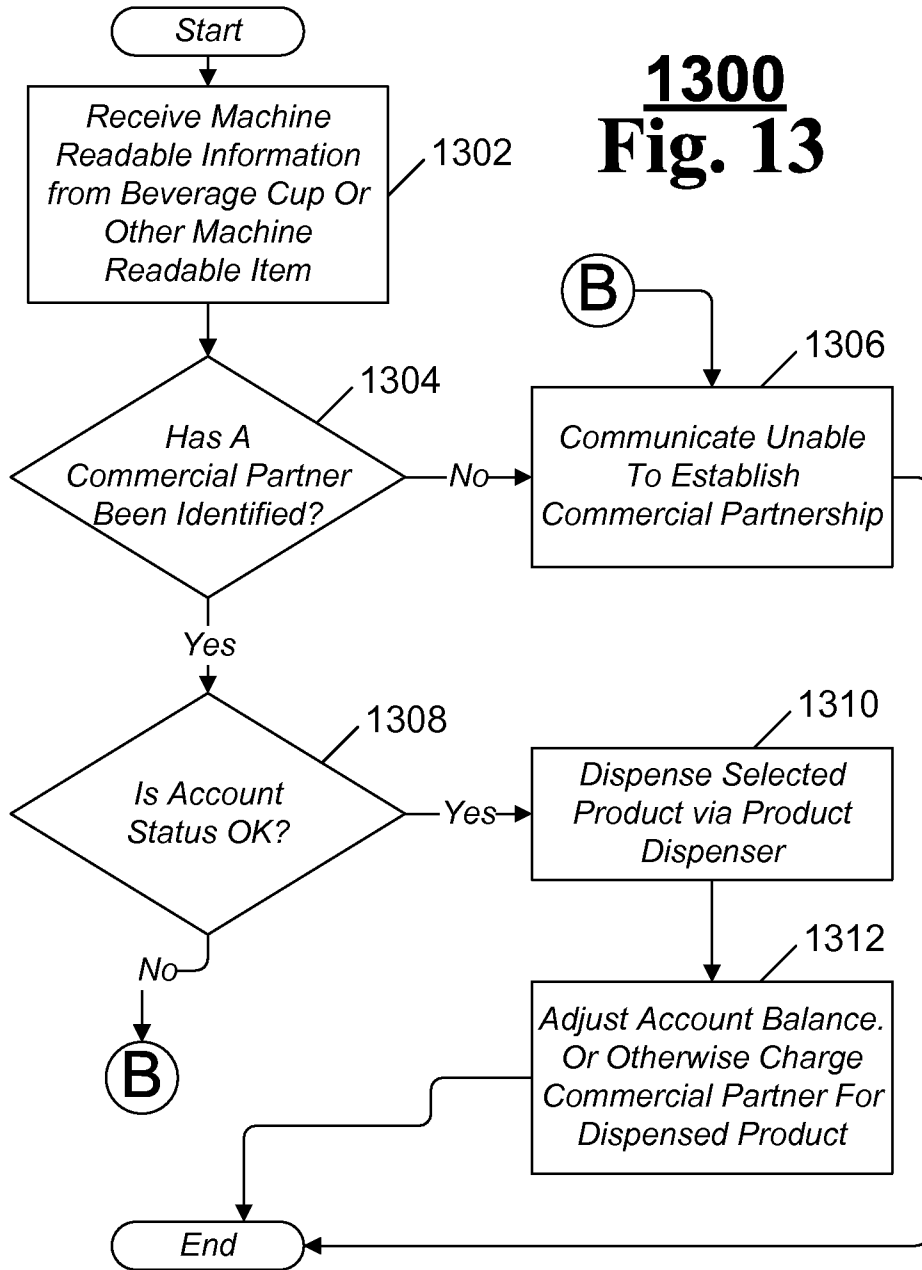 Start
1300
Fig. 13
Receive Machine
Readable Information
from Beverage Cup Or
Other Machine
Readable Item
1302
B
1304
Has A
Commercial Partner
Been Identified?
No
1306
Communicate Unable
To Establish
Commercial Partnership
Yes
1308
Is Account
Status OK?
Yes
1310
Dispense Selected
Product via Product
Dispenser
No
B
1312
Adjust Account Balance.
Or Otherwise Charge
Commercial Partner For
Dispensed Product
End